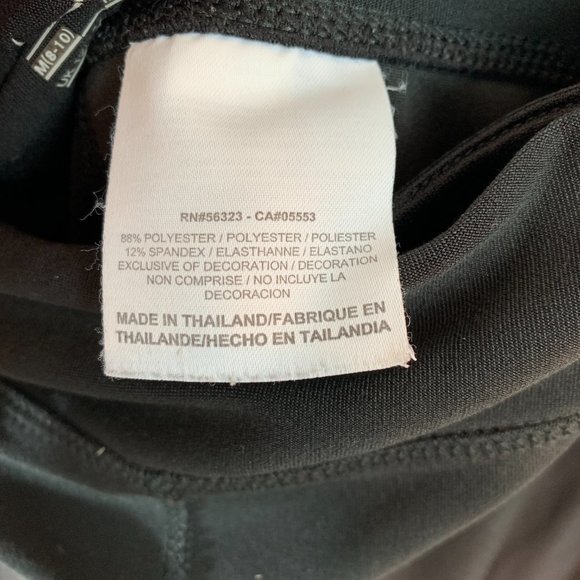 M(8-10)
UK
RN#56323 - CA#05553
88% POLYESTER / POLYESTER / POLIESTER
12% SPANDEX / ELASTHANNE / ELASTANO
EXCLUSIVE OF DECORATION / DECORATION
NON COMPRISE / NO INCLUYE LA
DECORACION
MADE IN THAILAND/FABRIQUE EN
THAILANDE/HECHO EN TAILANDIA